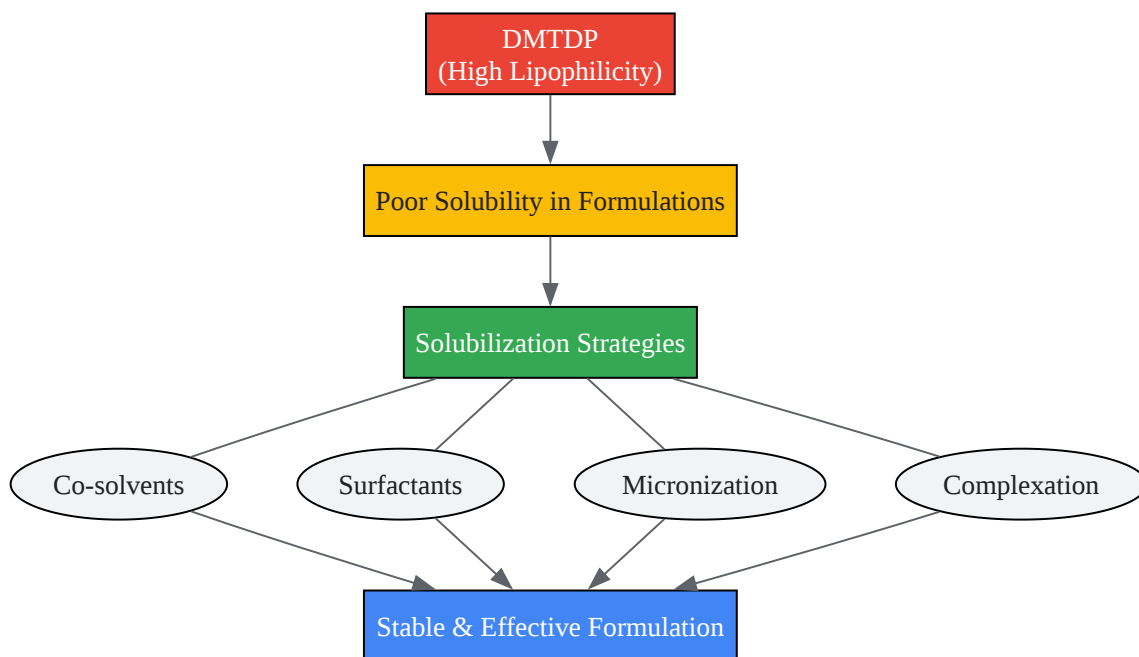 DMTDP
(High Lipophilicity)
Poor Solubility in Formulations
Solubilization Strategies
Co-solvents
Surfactants
Micronization
Complexation
Stable & Effective Formulation